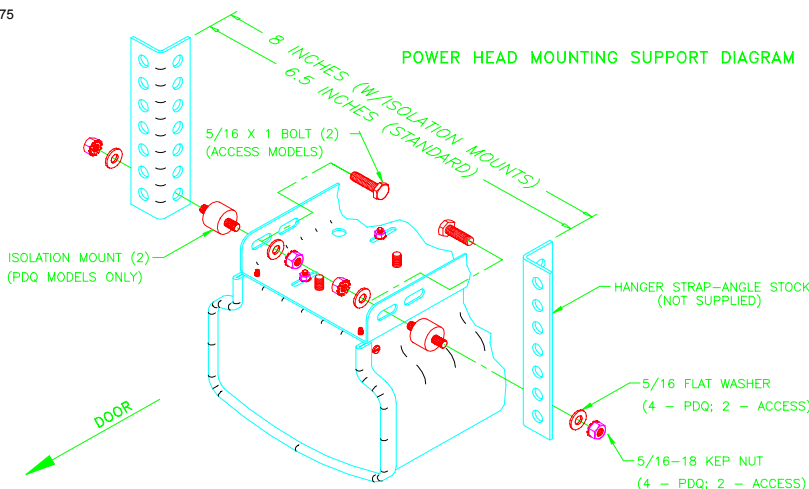 75
POWER HEAD MOUNTING SUPPORT DIAGRAM
8 INCHES (W/ISOLATION MOUNTS)
6.5 INCHES (STANDARD)
5/16 X 1 BOLT (2)
(ACCESS MODELS)
ISOLATION MOUNT (2)
(PDQ MODELS ONLY)
HANGER STRAP-ANGLE STOCK
(NOT SUPPLIED)
5/16 FLAT WASHER
(4 - PDQ; 2 - ACCESS)
DOOR
5/16-18 KEP NUT
(4 - PDQ; 2 - ACCESS)